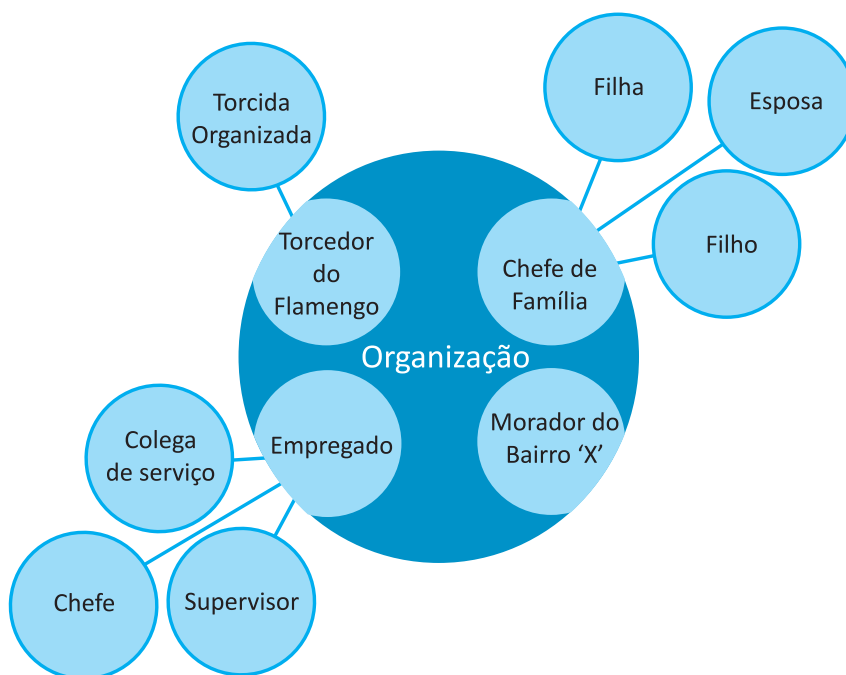 Torcida
Organizada
Filha
Esposa
Filho
Torcedor
do
Flamengo
Chefe de
Família
Organização
Empregado
Morador do
Bairro ‘X’
Colega
de serviço
Chefe
Supervisor